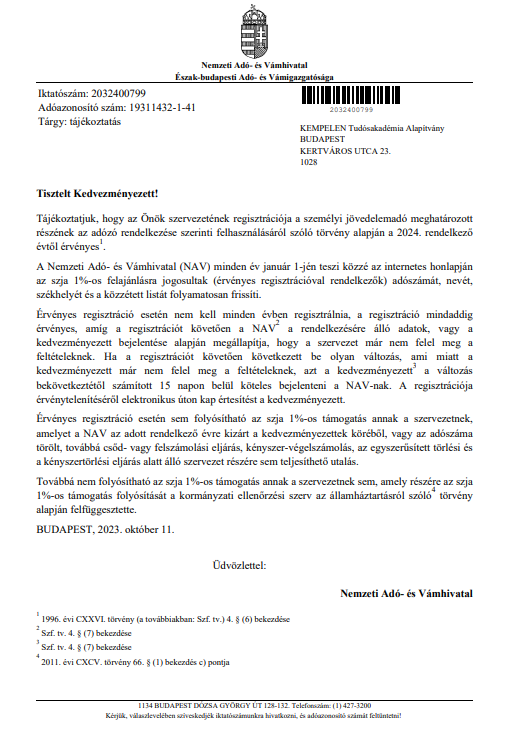 Nemzeti Adó- és Vámhivatal
Észak-budapesti Adó- és Vámigazgatósága
Iktatószám: 2032400799
Adóazonosító szám: 19311432-1-41
Tárgy: tájékoztatás
2032400799
KEMPELEN Tudósakadémia Alapítvány
BUDAPEST
KERTVÁROS UTCA 23.
1028
Tisztelt Kedvezményezett!
Tájékoztatjuk, hogy az Önök szervezetének regisztrációja a személyi jövedelemadó meghatározott
részének az adózó rendelkezése szerinti felhasználásáról szóló törvény alapján a 2024. rendelkező
évtől érvényes1.
A Nemzeti Adó- és Vámhivatal (NAV) minden év január 1-jén teszi közzé az internetes honlapján
az szja 1%-os felajánlásra jogosultak (érvényes regisztrációval rendelkezők) adószámát, nevét,
székhelyét és a közzétett listát folyamatosan frissíti.
Érvényes regisztráció esetén nem kell minden évben regisztrálnia, a regisztráció mindaddig
érvényes, amíg a regisztrációt követően a NAV2 a rendelkezésére álló adatok, vagy a
kedvezményezett bejelentése alapján megállapítja, hogy a szervezet már nem felel meg a
feltételeknek. Ha a regisztrációt követően következett be olyan változás, ami miatt a
kedvezményezett már nem felel meg a feltételeknek, azt a kedvezményezett3 a változás
bekövetkeztétől számított 15 napon belül köteles bejelenteni a NAV-nak. A regisztrációja
érvénytelenítéséről elektronikus úton kap értesítést a kedvezményezett.
Érvényes regisztráció esetén sem folyósítható az szja 1%-os támogatás annak a szervezetnek,
amelyet a NAV az adott rendelkező évre kizárt a kedvezményezettek köréből, vagy az adószáma
törölt, továbbá csőd- vagy felszámolási eljárás, kényszer-végelszámolás, az egyszerűsített törlési és
a kényszertörlési eljárás alatt álló szervezet részére sem teljesíthető utalás.
Továbbá nem folyósítható az szja 1%-os támogatás annak a szervezetnek sem, amely részére az szja
1%-os támogatás folyósítását a kormányzati ellenőrzési szerv az államháztartásról szóló4 törvény
alapján felfüggesztette.
BUDAPEST, 2023. október 11.
Üdvözlettel:
Nemzeti Adó- és Vámhivatal
1 1996. évi CXXVI. törvény (a továbbiakban: Szf. tv.) 4. § (6) bekezdése
2 Szf. tv. 4. § (7) bekezdése
3 Szf. tv. 4. § (7) bekezdése
4 2011. évi CXCV. törvény 66. § (1) bekezdés c) pontja
1134 BUDAPEST DÓZSA GYÖRGY ÚT 128-132. Telefonszám: (1) 427-3200
Kérjük, válaszlevelében szíveskedjék iktatószámunkra hivatkozni, és adóazonosító számát feltüntetni!